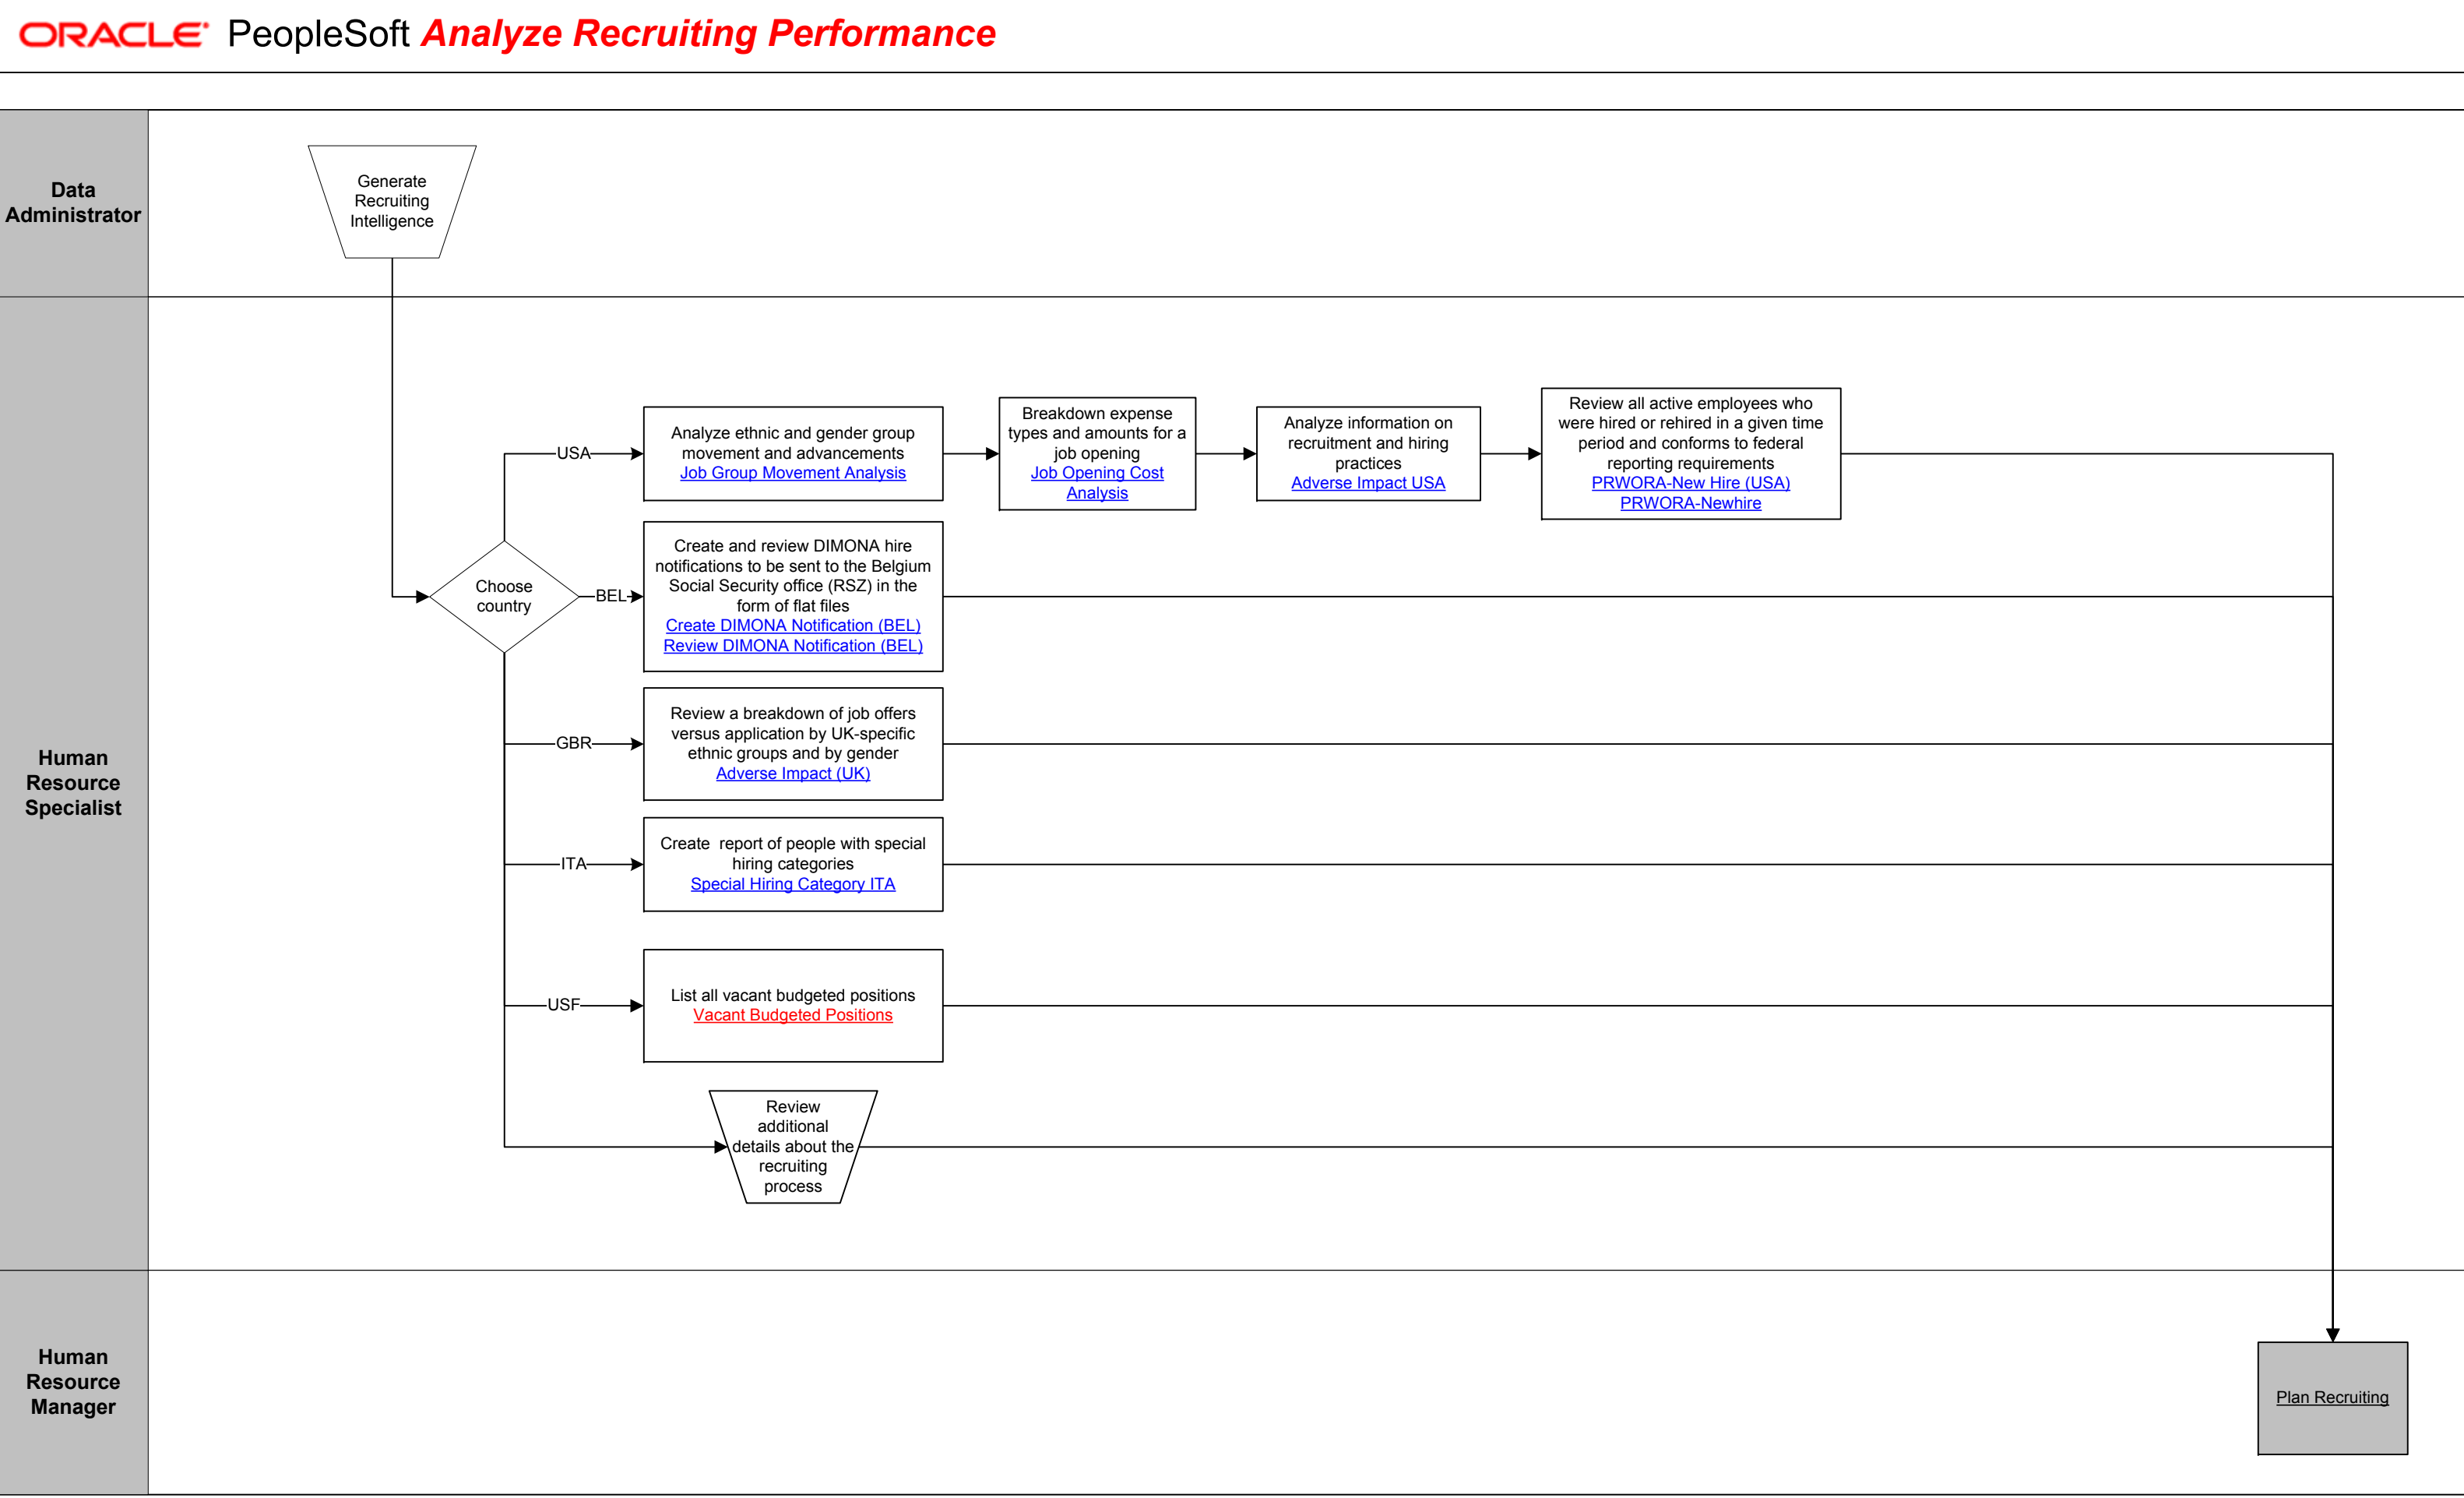 ORACLE PeopleSoft Analyze Recruiting Performance
Data
Administrator
Generate
Recruiting
Intelligence
Human
Resource
Specialist
Choose
country
USA
Analyze ethnic and gender group
movement and advancements
Job Group Movement Analysis
Breakdown expense
types and amounts for a
job opening
Job Opening Cost
Analysis
Analyze information on
recruitment and hiring
practices
Adverse Impact USA
Review all active employees who
were hired or rehired in a given time
period and conforms to federal
reporting requirements
PRWORA-New Hire (USA)
PRWORA-Newhire
BEL
Create and review DIMONA hire
notifications to be sent to the Belgium
Social Security office (RSZ) in the
form of flat files
Create DIMONA Notification (BEL)
Review DIMONA Notification (BEL)
GBR
Review a breakdown of job offers
versus application by UK-specific
ethnic groups and by gender
Adverse Impact (UK)
ITA
Create  report of people with special
hiring categories
Special Hiring Category ITA
USF
List all vacant budgeted positions
Vacant Budgeted Positions
Review
additional
details about the
recruiting
process
Human
Resource
Manager
Plan Recruiting